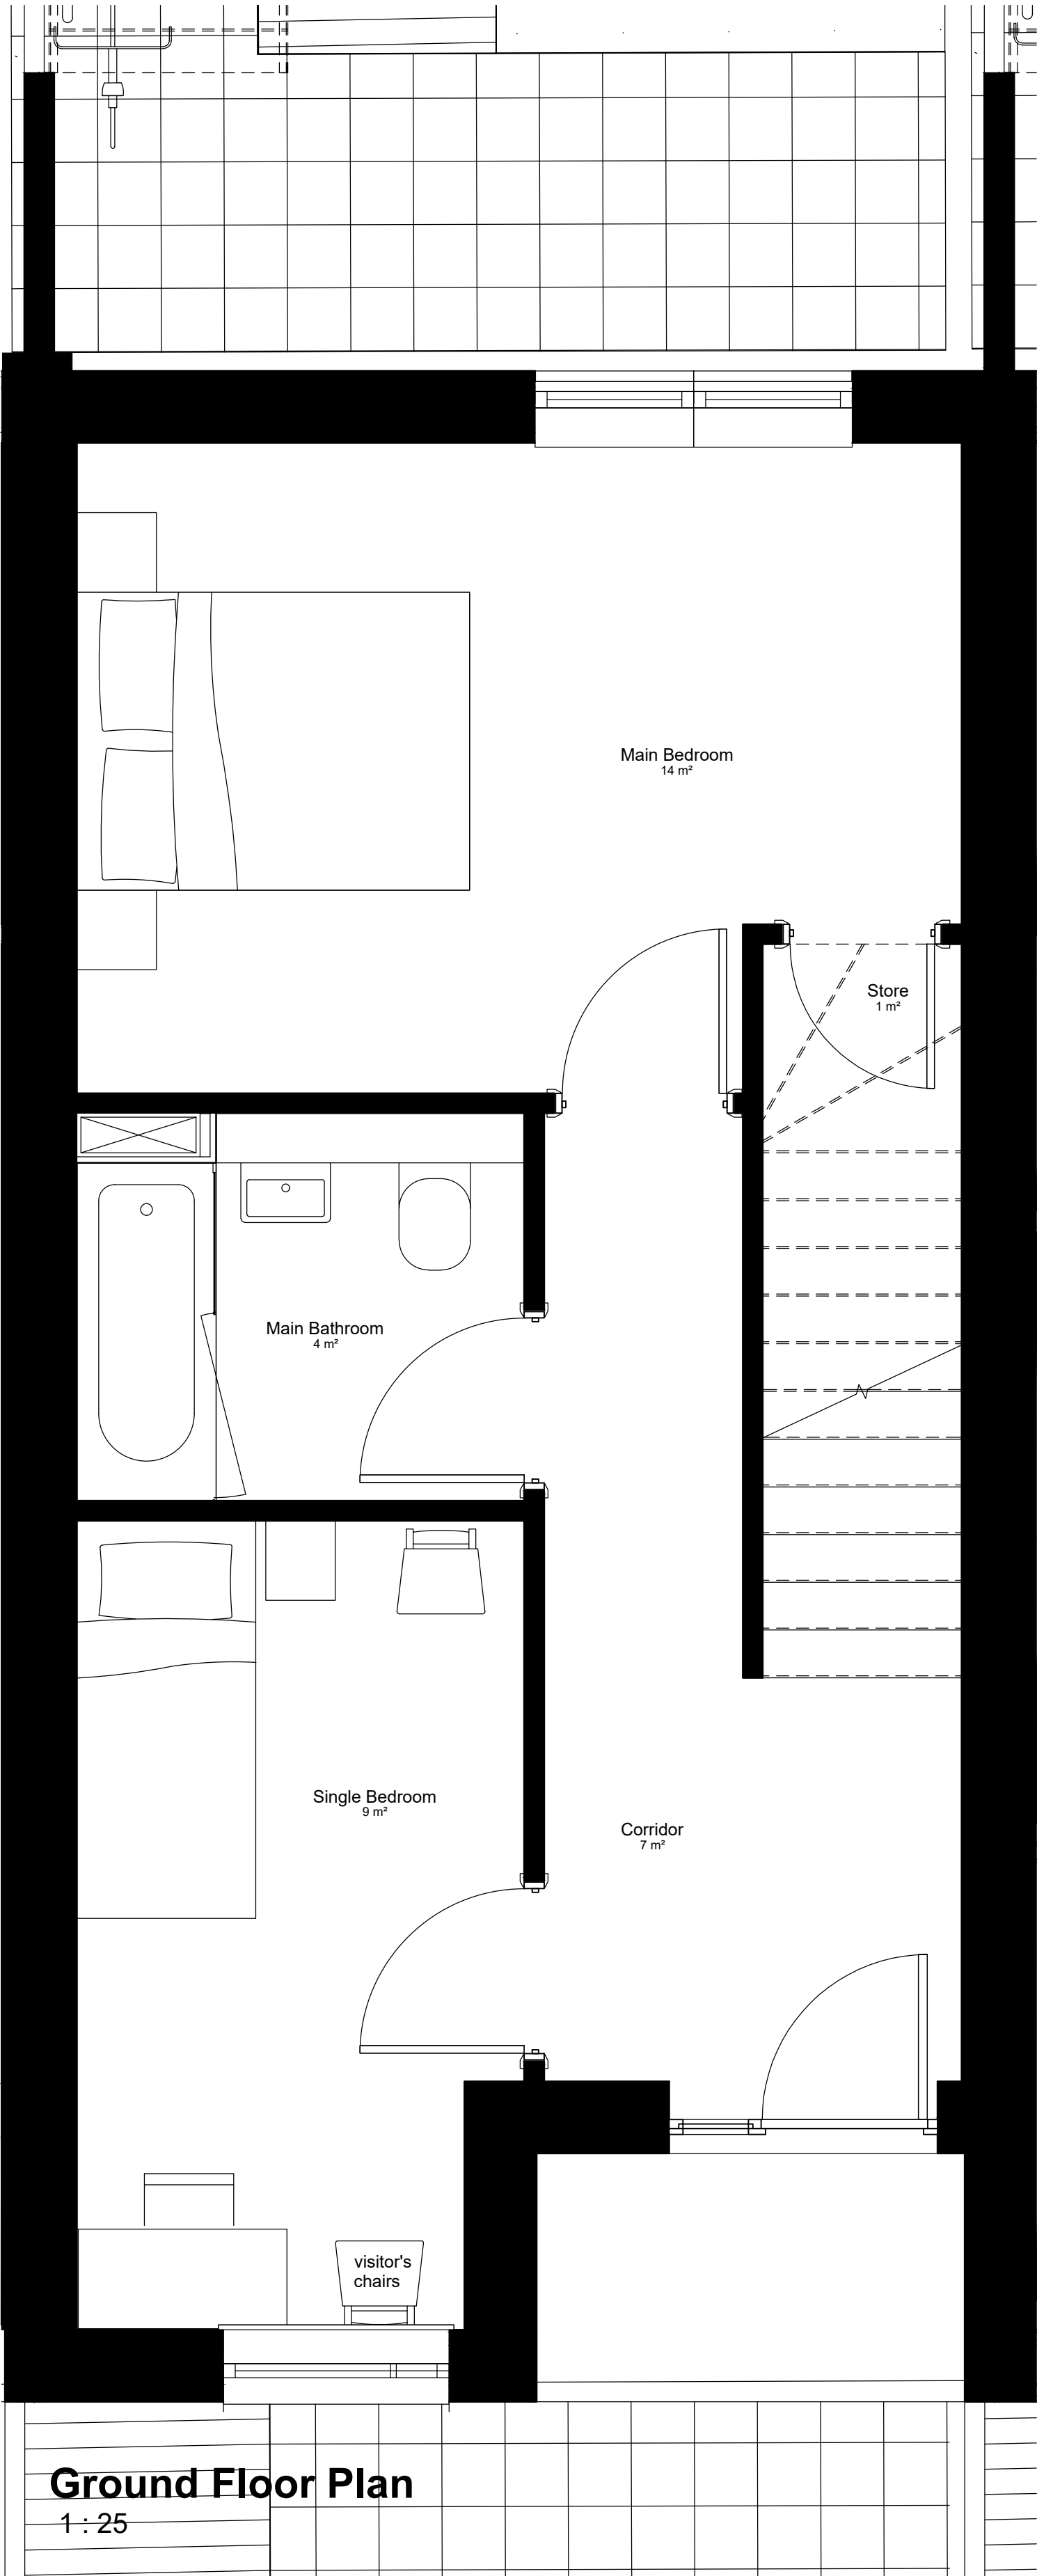 Main Bedroom
14 m²
Store
1 m²
Main Bathroom
4 m²
Single Bedroom
9 m²
Corridor
7 m²
visitor's
chairs
Ground Floor Plan
1 : 25